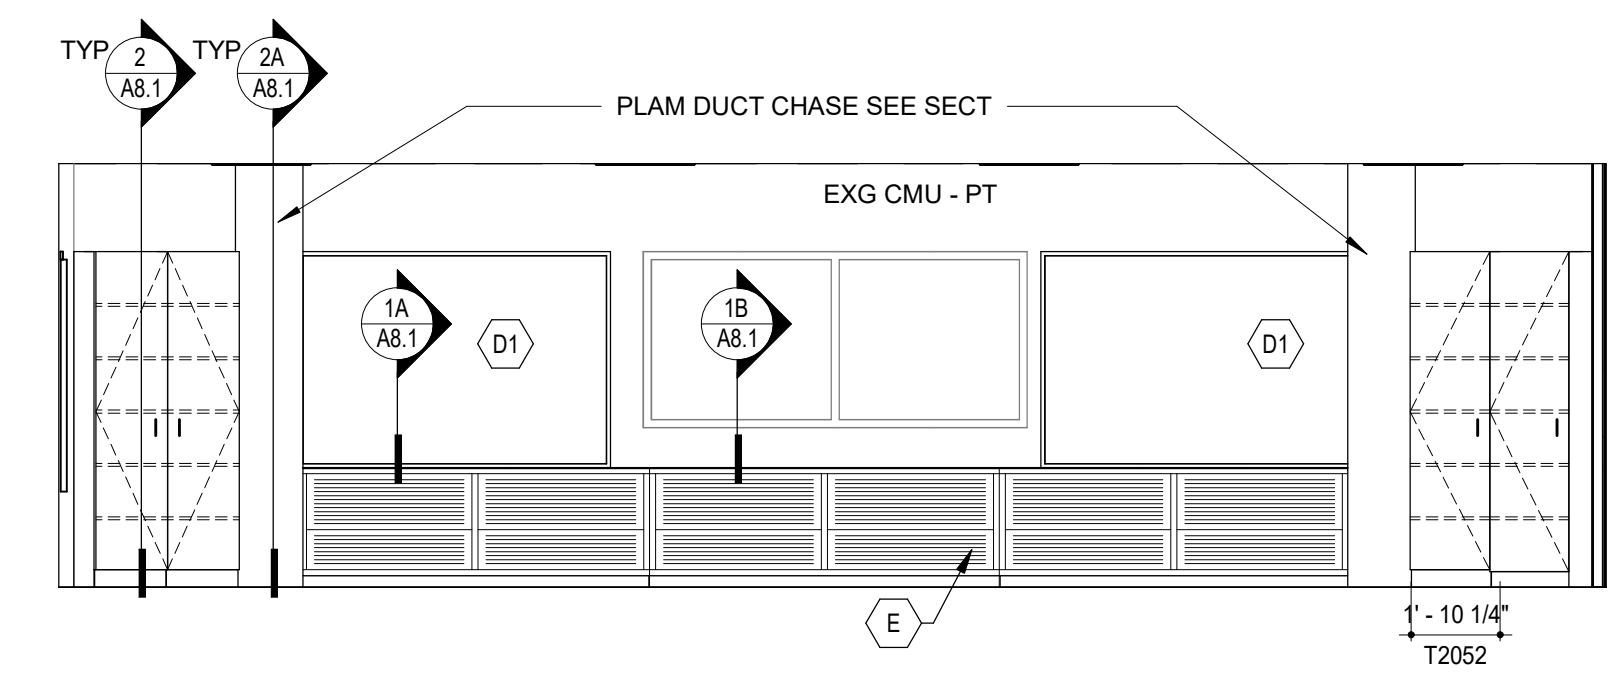 TYP 2 TYP 2A
A8.1 A8.1
PLAM DUCT CHASE SEE SECT
EXG CMU - PT
1A 1B
A8.1 D1 A8.1 D1
E
1' - 10 1/4"
T2052